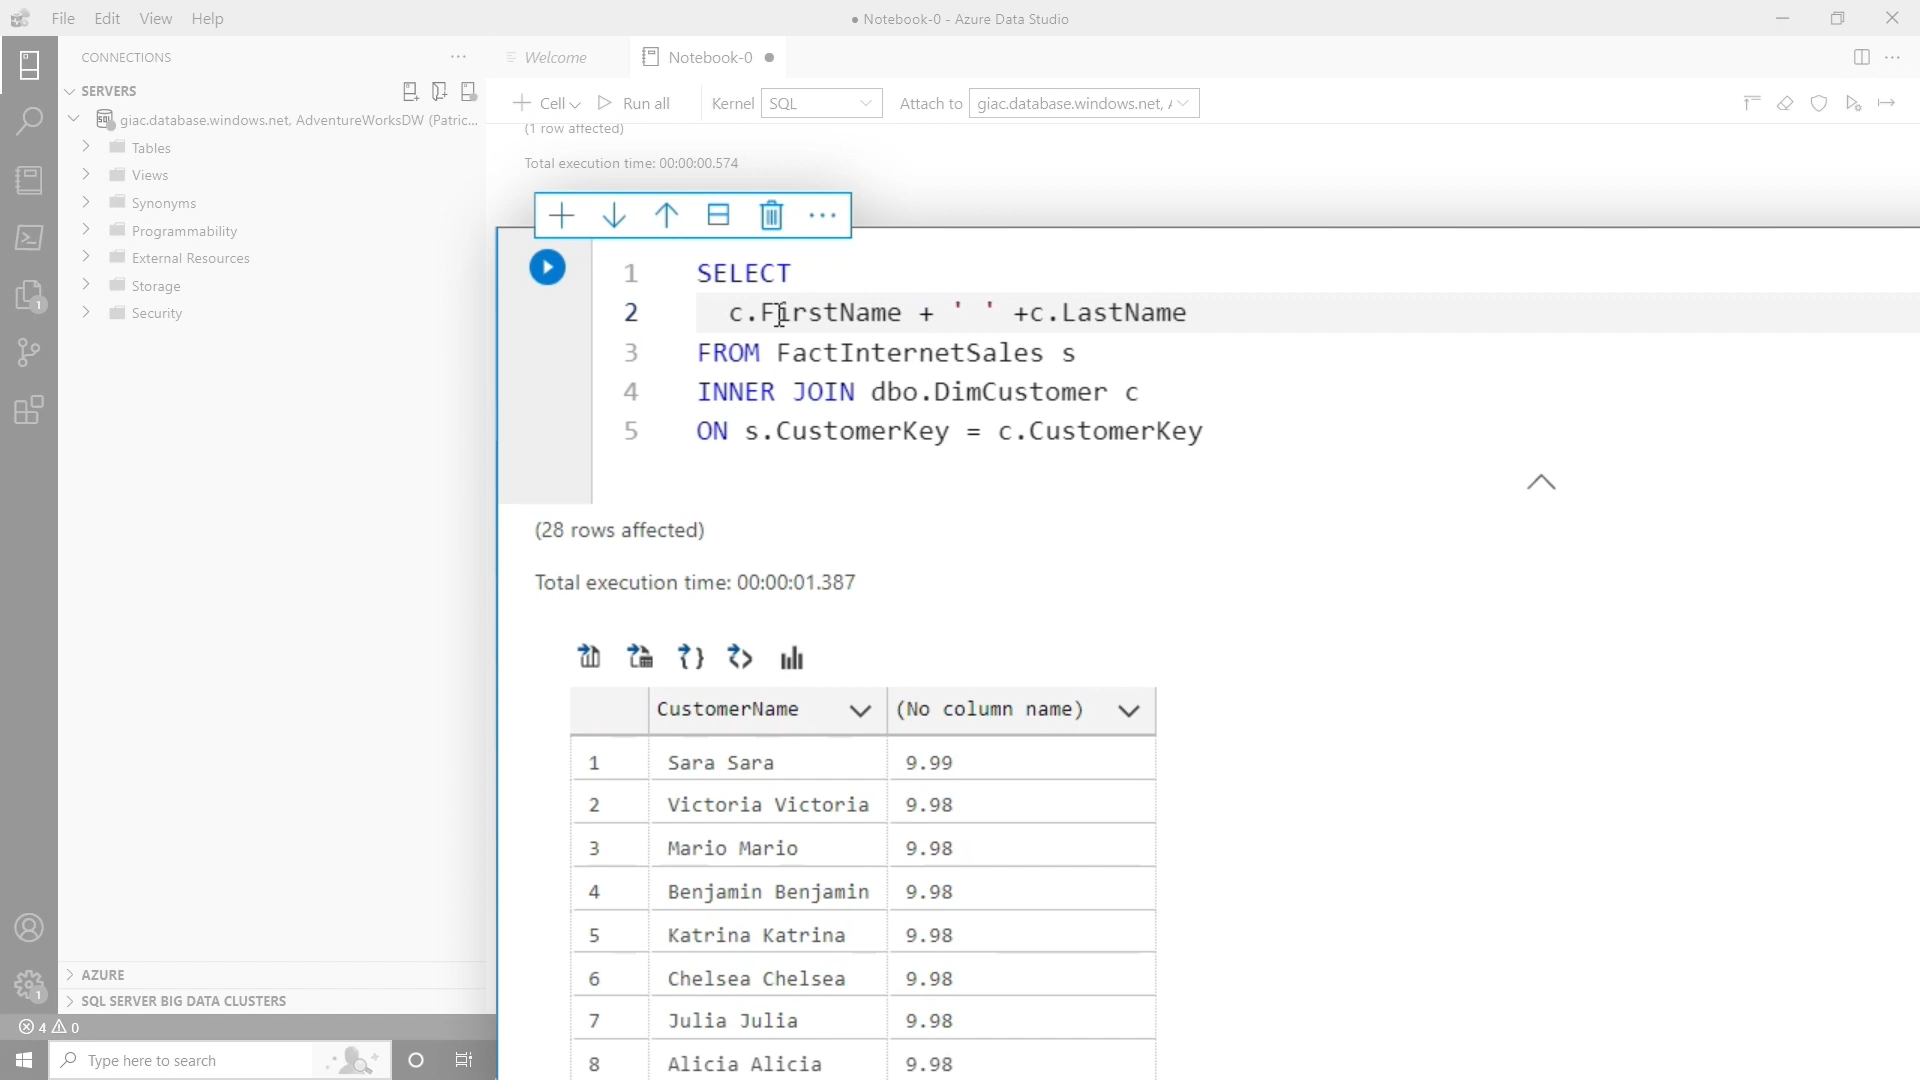 File Edit View Help
● Notebook-0 - Azure Data Studio
CONNECTIONS
Welcome
Notebook-0 ●
SERVERS
Cell
Run all
Kernel
SQL
Attach to
giac.database.windows.net, A
giac.database.windows.net, AdventureWorksDW (Patric...
Tables
Views
Synonyms
Programmability
External Resources
Storage
Security
(1 row affected)
Total execution time: 00:00:00.574
1 SELECT
2 c.FirstName + ' ' +c.LastName
3 FROM FactInternetSales s
4 INNER JOIN dbo.DimCustomer c
5 ON s.CustomerKey = c.CustomerKey
(28 rows affected)
Total execution time: 00:00:01.387
CustomerName (No column name)
1 Sara Sara 9.99
2 Victoria Victoria 9.98
3 Mario Mario 9.98
4 Benjamin Benjamin 9.98
5 Katrina Katrina 9.98
6 Chelsea Chelsea 9.98
7 Julia Julia 9.98
8 Alicia Alicia 9.98
1
1
AZURE
SQL SERVER BIG DATA CLUSTERS
4 0
Type here to search